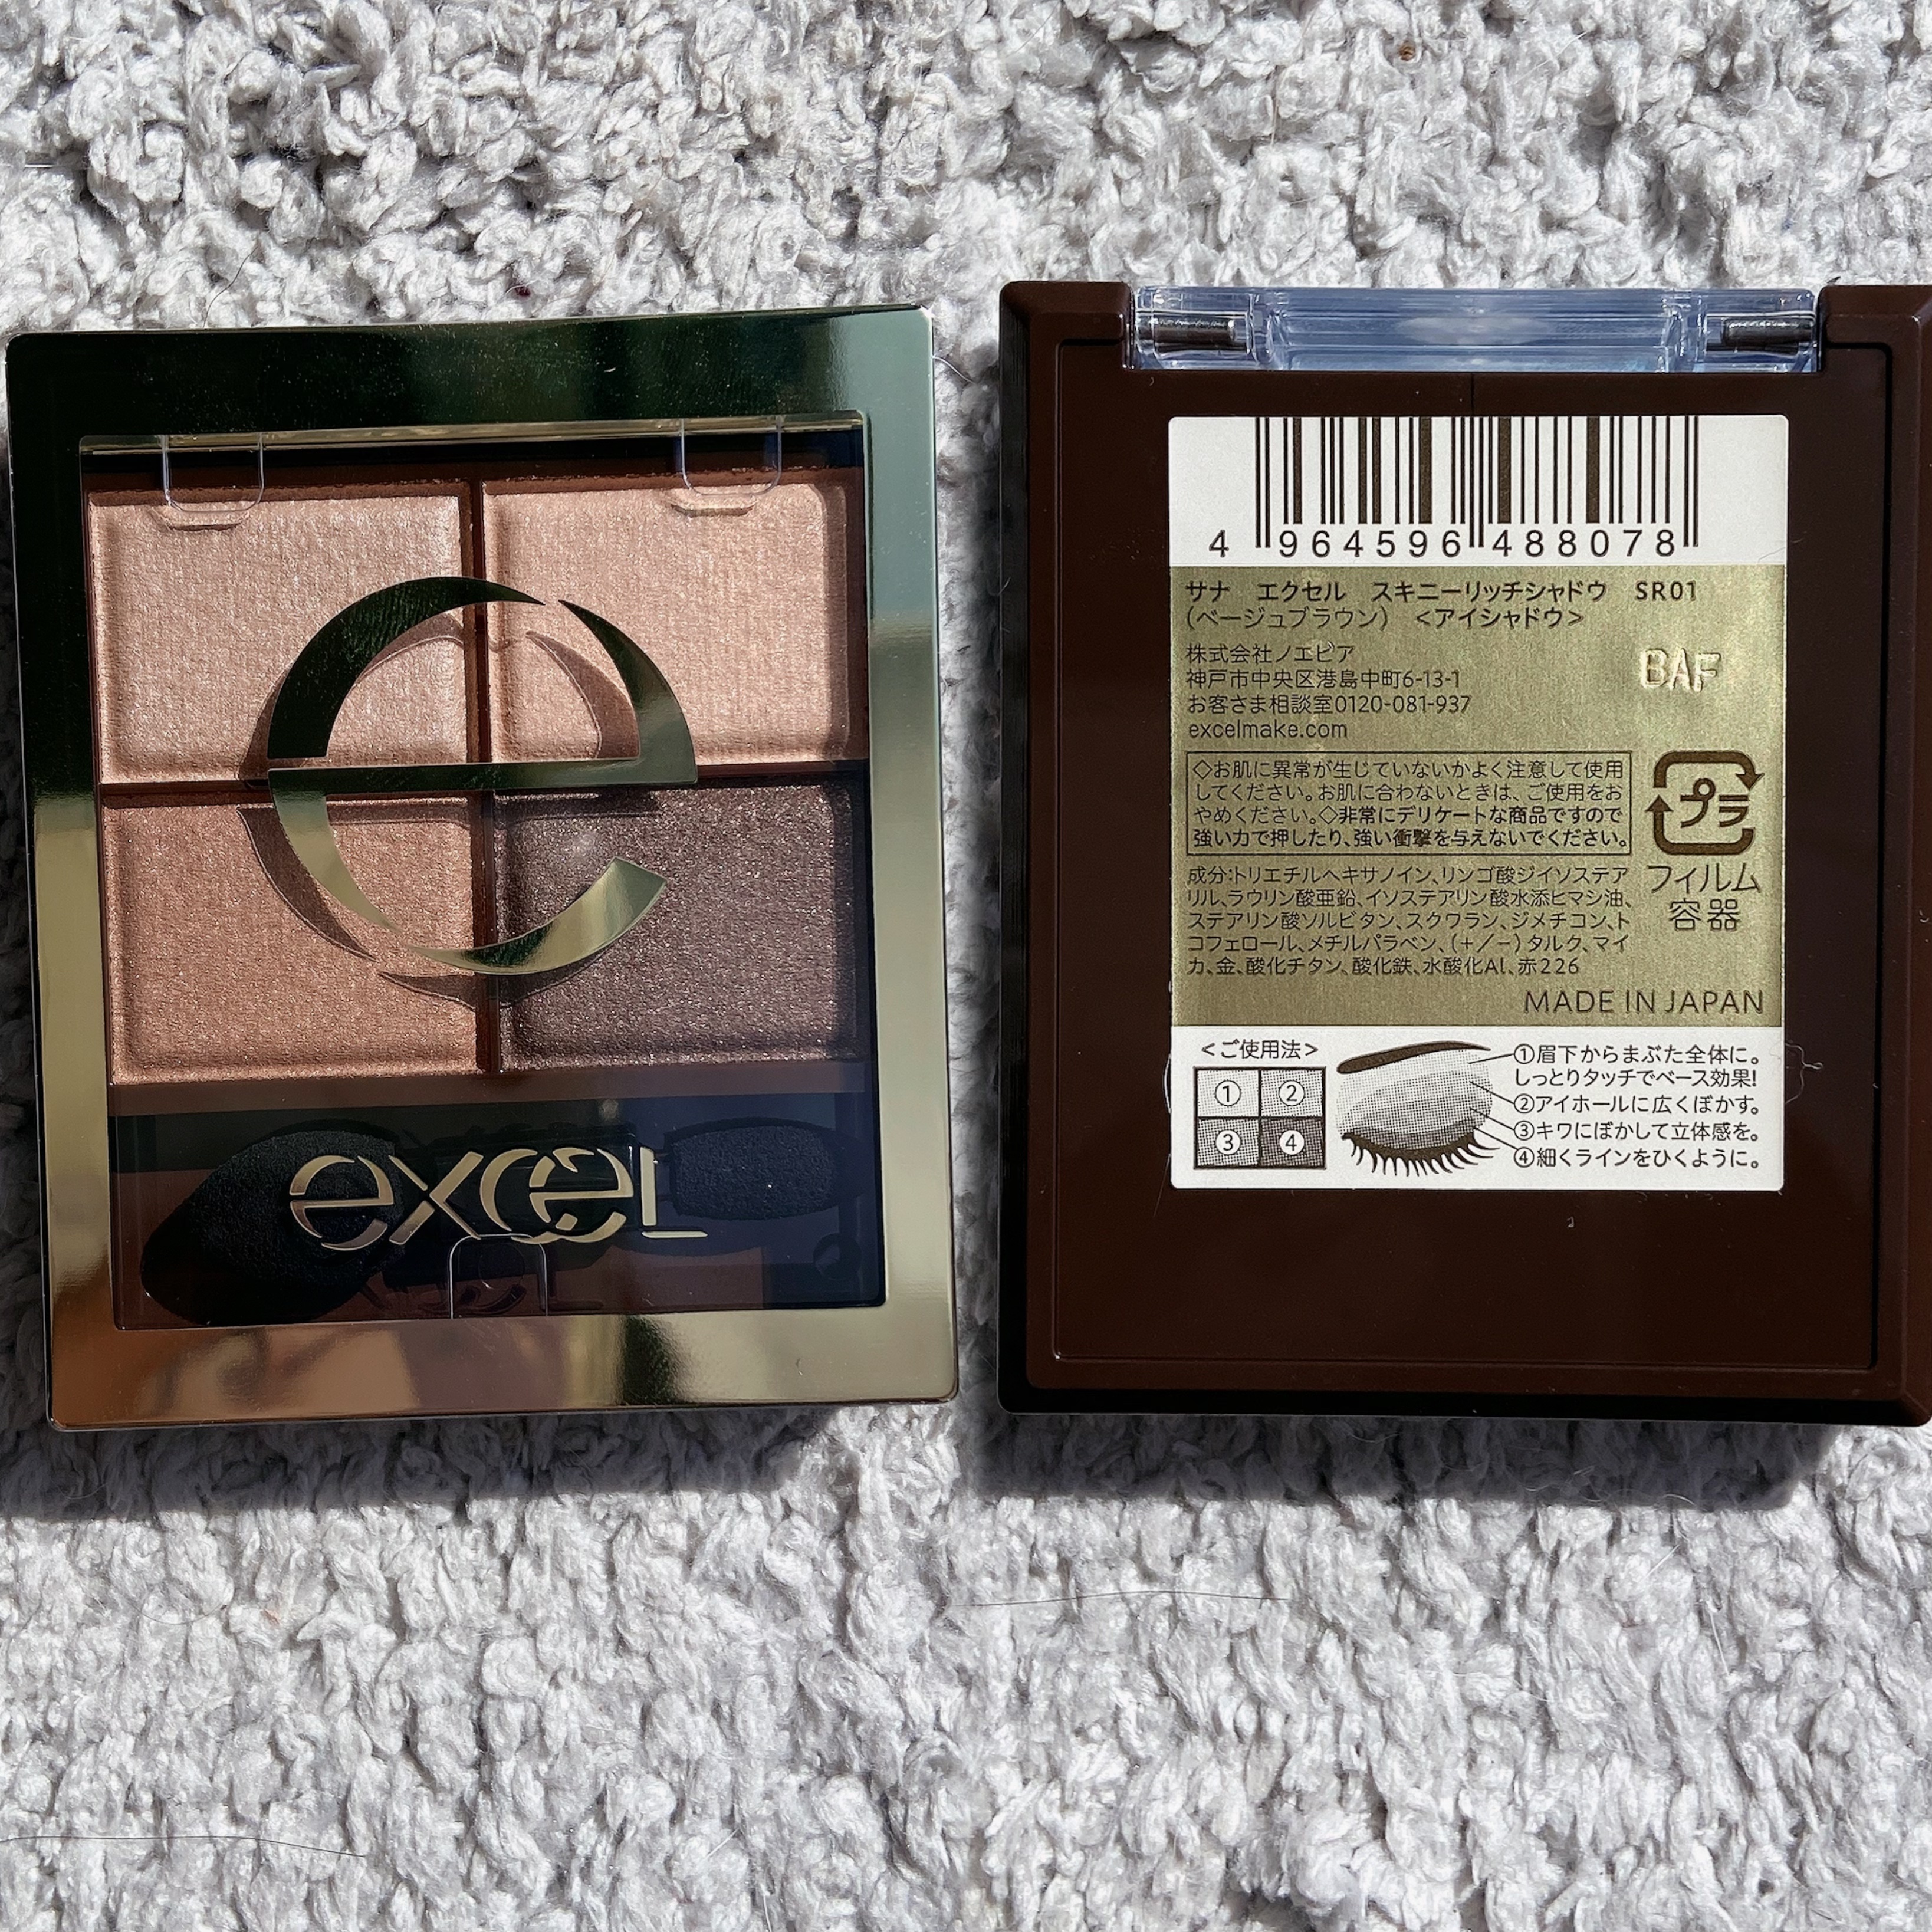 e
excel
4 964596 488078
サナ エクセル スキニーリッチシャドウ SR01
(ベージュブラウン) <アイシャドウ>
株式会社ノエビア
神戸市中央区港島中町6-13-1
お客さま相談室0120-081-937
excelmake.com
BAF
◇お肌に異常が生じていないかよく注意して使用
してください。お肌に合わないときは、ご使用をお
やめください。◇非常にデリケートな商品ですので
強い力で押したり、強い衝撃を与えないでください。
プラ
フィルム
容器
成分:トリエチルヘキサノイン、リンゴ酸ジイソステア
リル、ラウリン酸亜鉛、イソステアリン酸水添ヒマシ油、
ステアリン酸ソルビタン、スクワラン、ジメチコン、ト
コフェロール、メチルパラベン、(+/-)タルク、マイ
カ、金、酸化チタン、酸化鉄、水酸化Al、赤226
MADE IN JAPAN
<ご使用法>
① ②
③ ④
①眉下からまぶた全体に。
しっとりタッチでベース効果!
②アイホールに広くぼかす。
③キワにぼかして立体感を。
④細くラインをひくように。